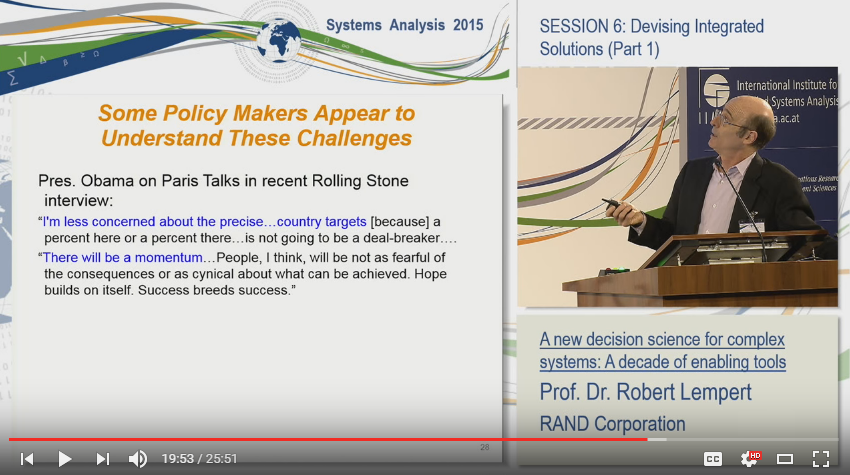 Systems Analysis 2015
Some Policy Makers Appear to
Understand These Challenges
Pres. Obama on Paris Talks in recent Rolling Stone
interview:
“I'm less concerned about the precise…country targets [because] a
percent here or a percent there…is not going to be a deal-breaker….
“There will be a momentum…People, I think, will be not as fearful of
the consequences or as cynical about what can be achieved. Hope
builds on itself. Success breeds success.”
26
SESSION 6: Devising Integrated
Solutions (Part 1)
International Institute for
Systems Analysis
IIA
.ac.at
A new decision science for complex
systems: A decade of enabling tools
Prof. Dr. Robert Lempert
RAND Corporation
19:53 / 25:51
CC
HD